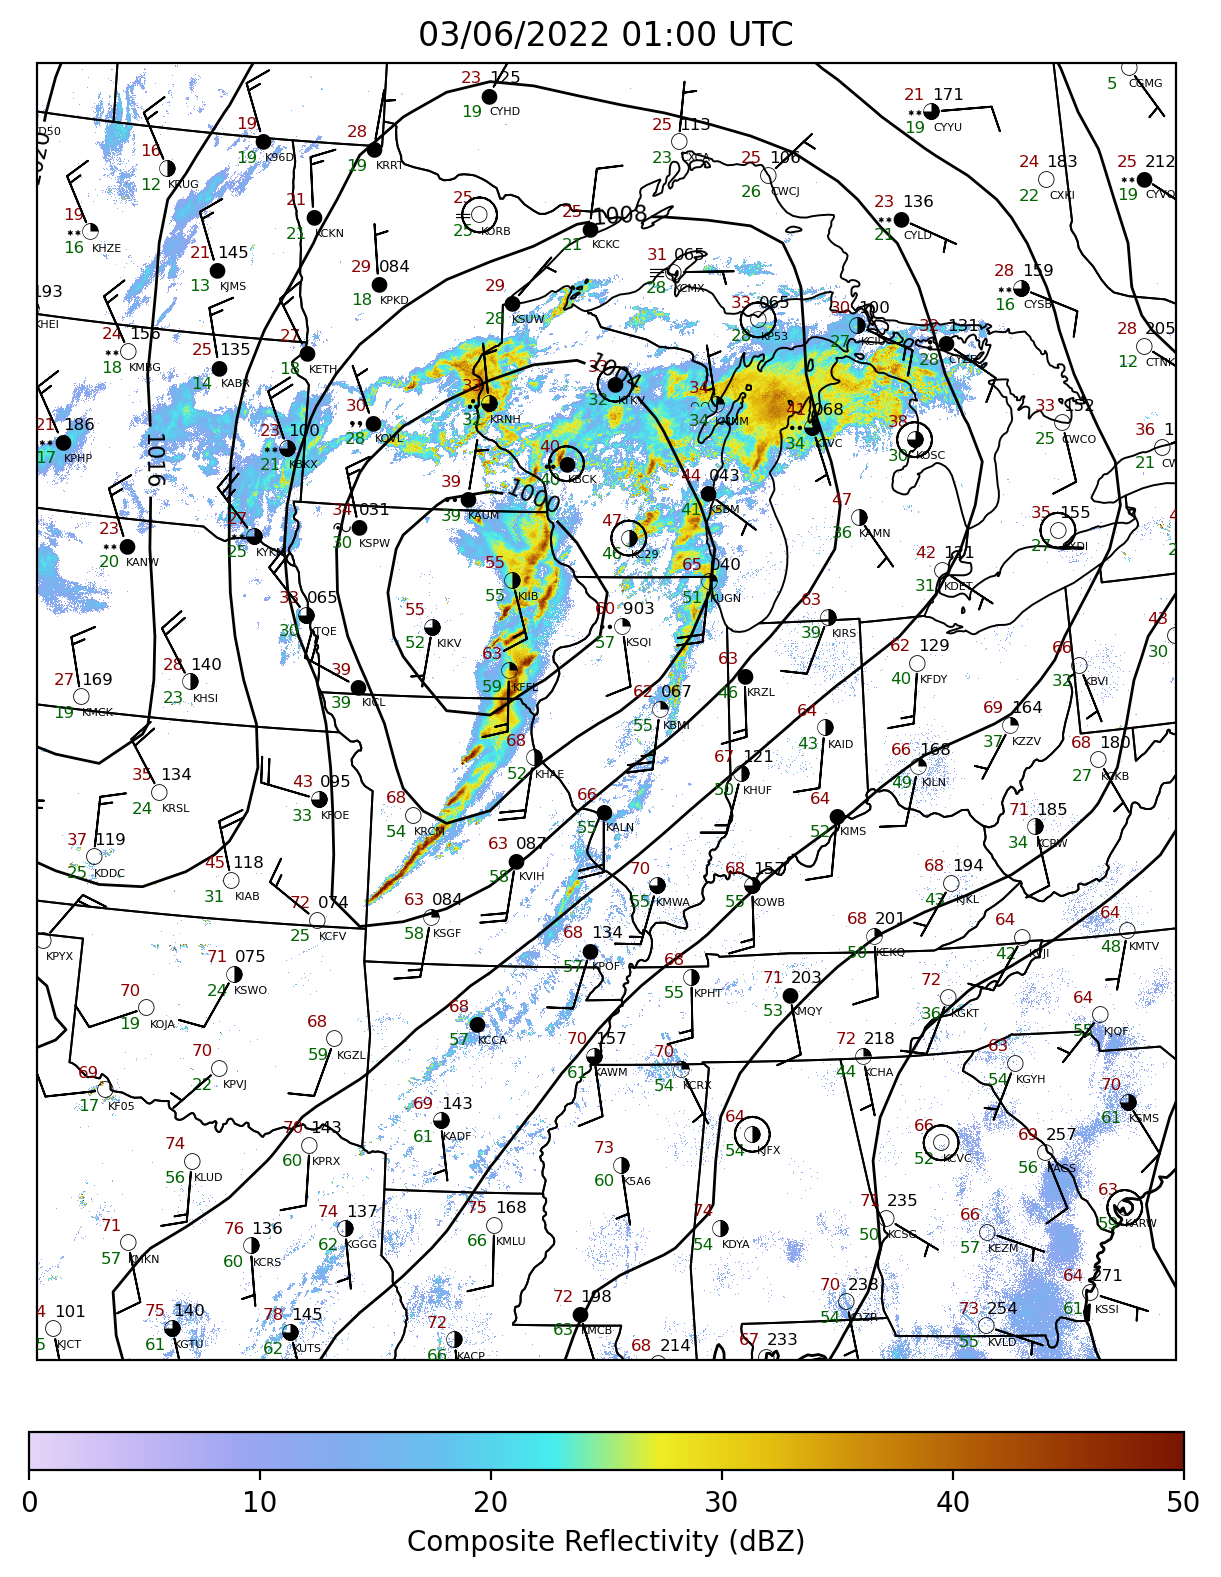 03/06/2022 01:00 UTC
23 125
19 CYHD
5 CGMG
21 171
19 CYYU
D50
19
19 K96D
28
19 KRRT
25 113
23 CXCA
25 106
26 CWCJ
24 183
22 CXKI
25 212
19 CYVO
16
12 KRUG
19
16 KHZE
21
21 KCKN
25
25 KORB
25
21 KCKC
1008
23 136
21 CYLD
21 145
13 KJMS
29 084
18 KPKD
31 065
28 KCMX
28 159
16 CYSB
193
KHEI
29
28 KSUW
33 065
28 KP53
30 100
27 KCIU
32 131
28 CYZE
28 205
12 CTNK
24 156
18 KMBG
25 135
14 KABR
27
18 KETH
1004
32 KTKV
32
32 KRNH
34
34 KMNM
41 068
34 KTVC
38
30 KOSC
33 152
25 CWCO
36 1
21 CW
21 186
17 KPHP
1016
23 100
21 KBKX
30
28 KOVL
40
40 KBCK
39
39 KAUM
1000
44 043
41 KSBM
47
36 KAMN
35 155
27 CXDI
23
20 KANW
27
25 KYKN
34 031
30 KSPW
47
46 KC29
42 131
31 KDET
55
55 KIIB
65 040
51 KUGN
33 065
30 KTQE
55
52 KIKV
60 903
57 KSQI
63
39 KIRS
62 129
40 KFDY
66
32 KBVI
43
30
27 169
19 KMCK
28 140
23 KHSI
39
39 KICL
63
59 KFFL
62 067
55 KBMI
63
46 KRZL
64
43 KAID
69 164
37 KZZV
68 180
27 KCKB
35 134
24 KRSL
43 095
33 KFOE
68
54 KRCM
68
52 KHAE
67 121
50 KHUF
66 168
49 KILN
66
55 KALN
64
52 KIMS
71 185
34 KCRW
37 119
25 KDDC
45 118
31 KIAB
63 087
58 KVIH
70
55 KMWA
68 157
55 KOWB
68 194
43 KJKL
72 074
25 KCFV
63 084
58 KSGF
68 134
57 KPOF
68 201
50 KEKQ
64
42 KVJI
64
48 KMTV
KPYX
71 075
24 KSWO
70
19 KOJA
68
55 KPHT
71 203
53 KMQY
72
36 KGKT
64
55 KJQF
68
59 KGZL
68
57 KCCA
70 157
61 KAWM
70
54 KCRX
72 218
44 KCHA
63
54 KGYH
70
22 KPVJ
69
17 KF05
70
61 KSMS
69 143
61 KADF
64
54 KJFX
66
52 KCVC
69 257
56 KAGS
74
56 KLUD
70 143
60 KPRX
73
60 K5A6
71
57 KMKN
76 136
60 KCRS
74 137
62 KGGG
75 168
66 KMLU
74
54 KDYA
71 235
50 KCSG
66
57 KEZM
63
59 KARW
4 101
5 KJCT
75 140
61 KGTU
78 145
62 KUTS
72
66 KACP
72 198
63 KMCB
68 214
67 233
70 238
54 KDZR
73 254
55 KVLD
64 271
61 KSSI
0 10 20 30 40 50
Composite Reflectivity (dBZ)